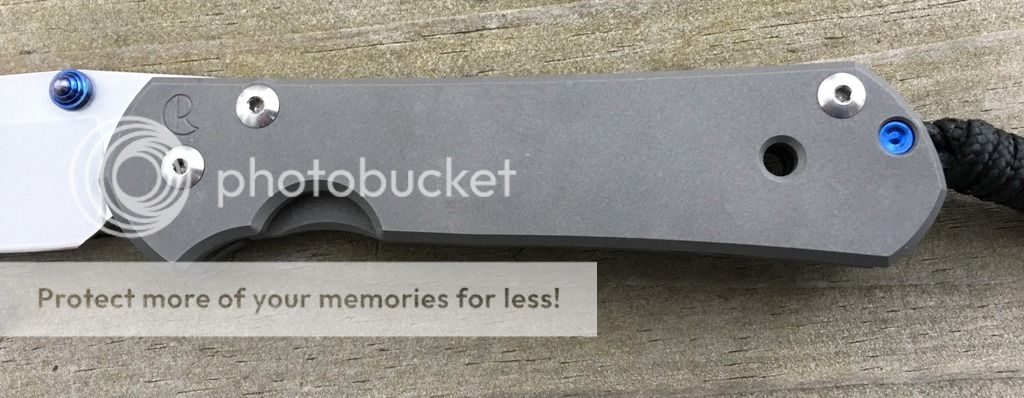 photobucket
Protect more of your memories for less!